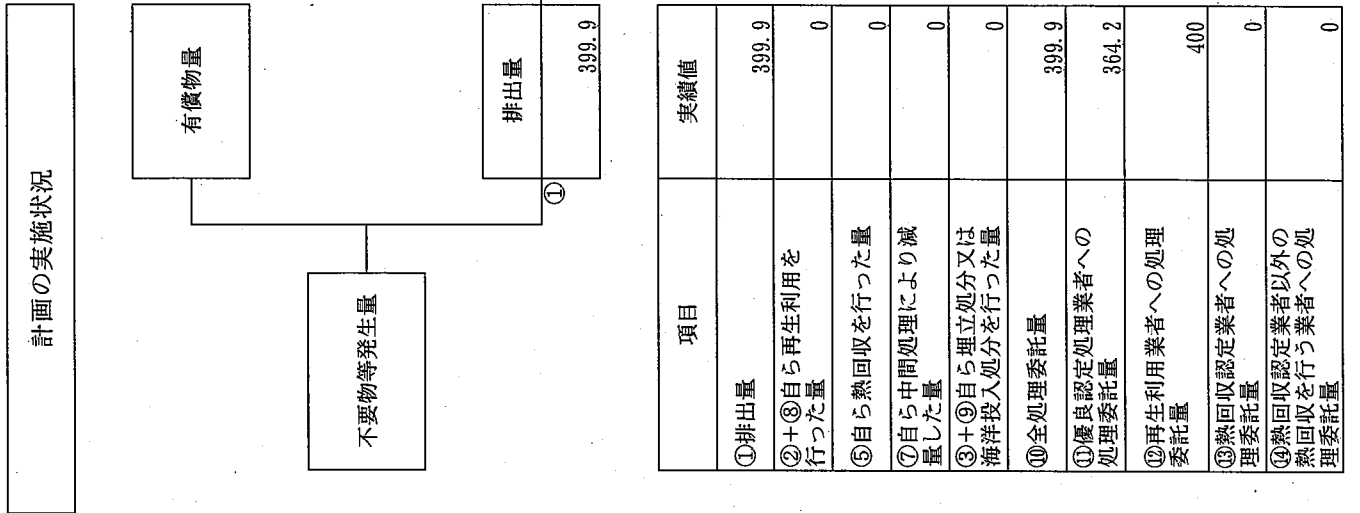 計画の実施状況
有償物量
不要物等発生量
排出量
①
399.9
項目
実績値
①排出量
399.9
②+⑧自ら再生利用を
行った量
0
⑤自ら熱回収を行った量
0
⑦自ら中間処理により減
量した量
0
③+⑨自ら埋立処分又は
海洋投入処分を行った量
0
⑩全処理委託量
399.9
⑪優良認定処理業者への
処理委託量
364.2
⑫再生利用業者への処理
委託量
400
⑬熱回収認定業者への処
理委託量
0
⑭熱回収認定業者以外の
熱回収を行う業者への処
理委託量
0